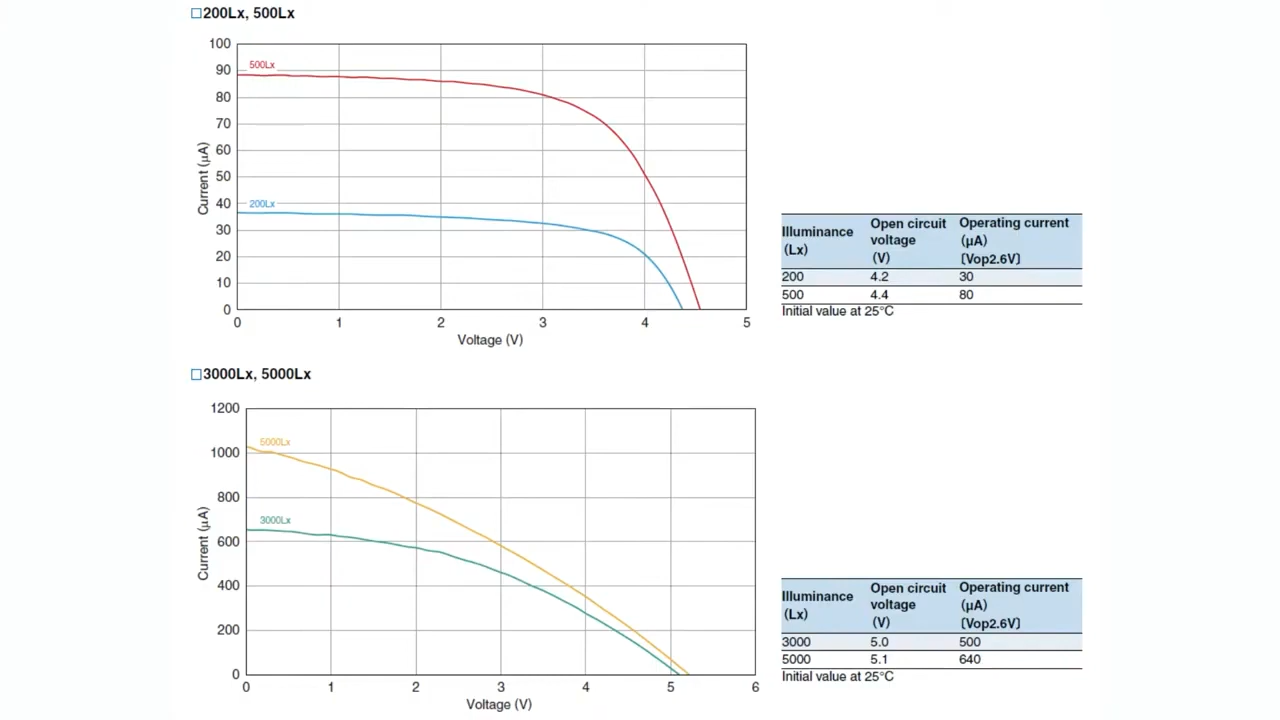 □200Lx, 500Lx
100
90
80
70
60
50
40
30
20
10
0
Current (μA)
500Lx
200Lx
0 1 2 3 4 5
Voltage (V)
Illuminance (Lx) Open circuit voltage (V) Operating current (μA) (Vop2.6V)
200 4.2 30
500 4.4 80
Initial value at 25°C
□3000Lx, 5000Lx
1200
1000
800
600
400
200
0
Current (μA)
5000Lx
3000Lx
0 1 2 3 4 5 6
Voltage (V)
Illuminance (Lx) Open circuit voltage (V) Operating current (μA) (Vop2.6V)
3000 5.0 500
5000 5.1 640
Initial value at 25°C